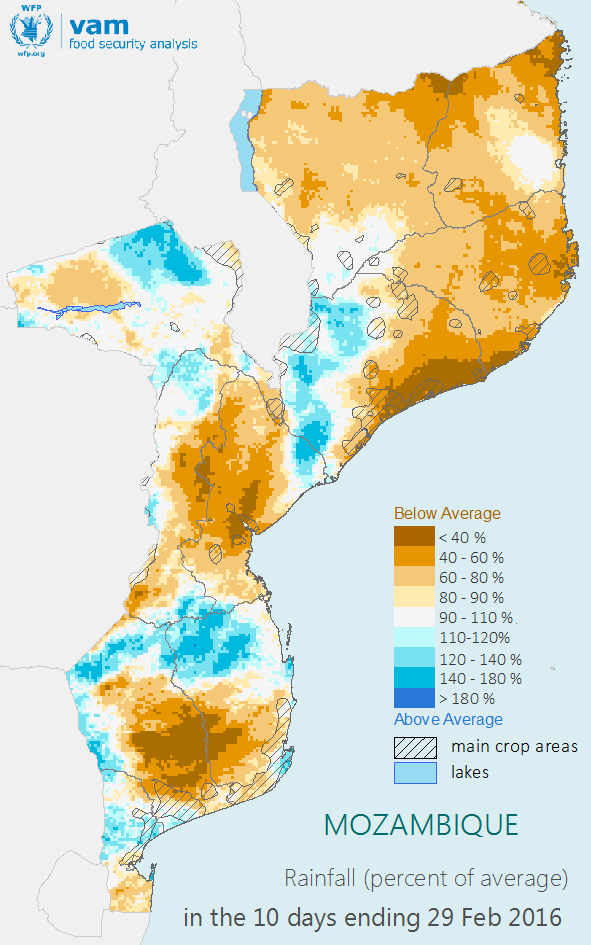 WFP
vam
food security analysis
wfp.org
Below Average
< 40 %
40 - 60 %
60 - 80 %
80 - 90 %
90 - 110 %
110-120%
120 - 140 %
140 - 180 %
> 180 %
Above Average
main crop areas
lakes
MOZAMBIQUE
Rainfall (percent of average)
in the 10 days ending 29 Feb 2016